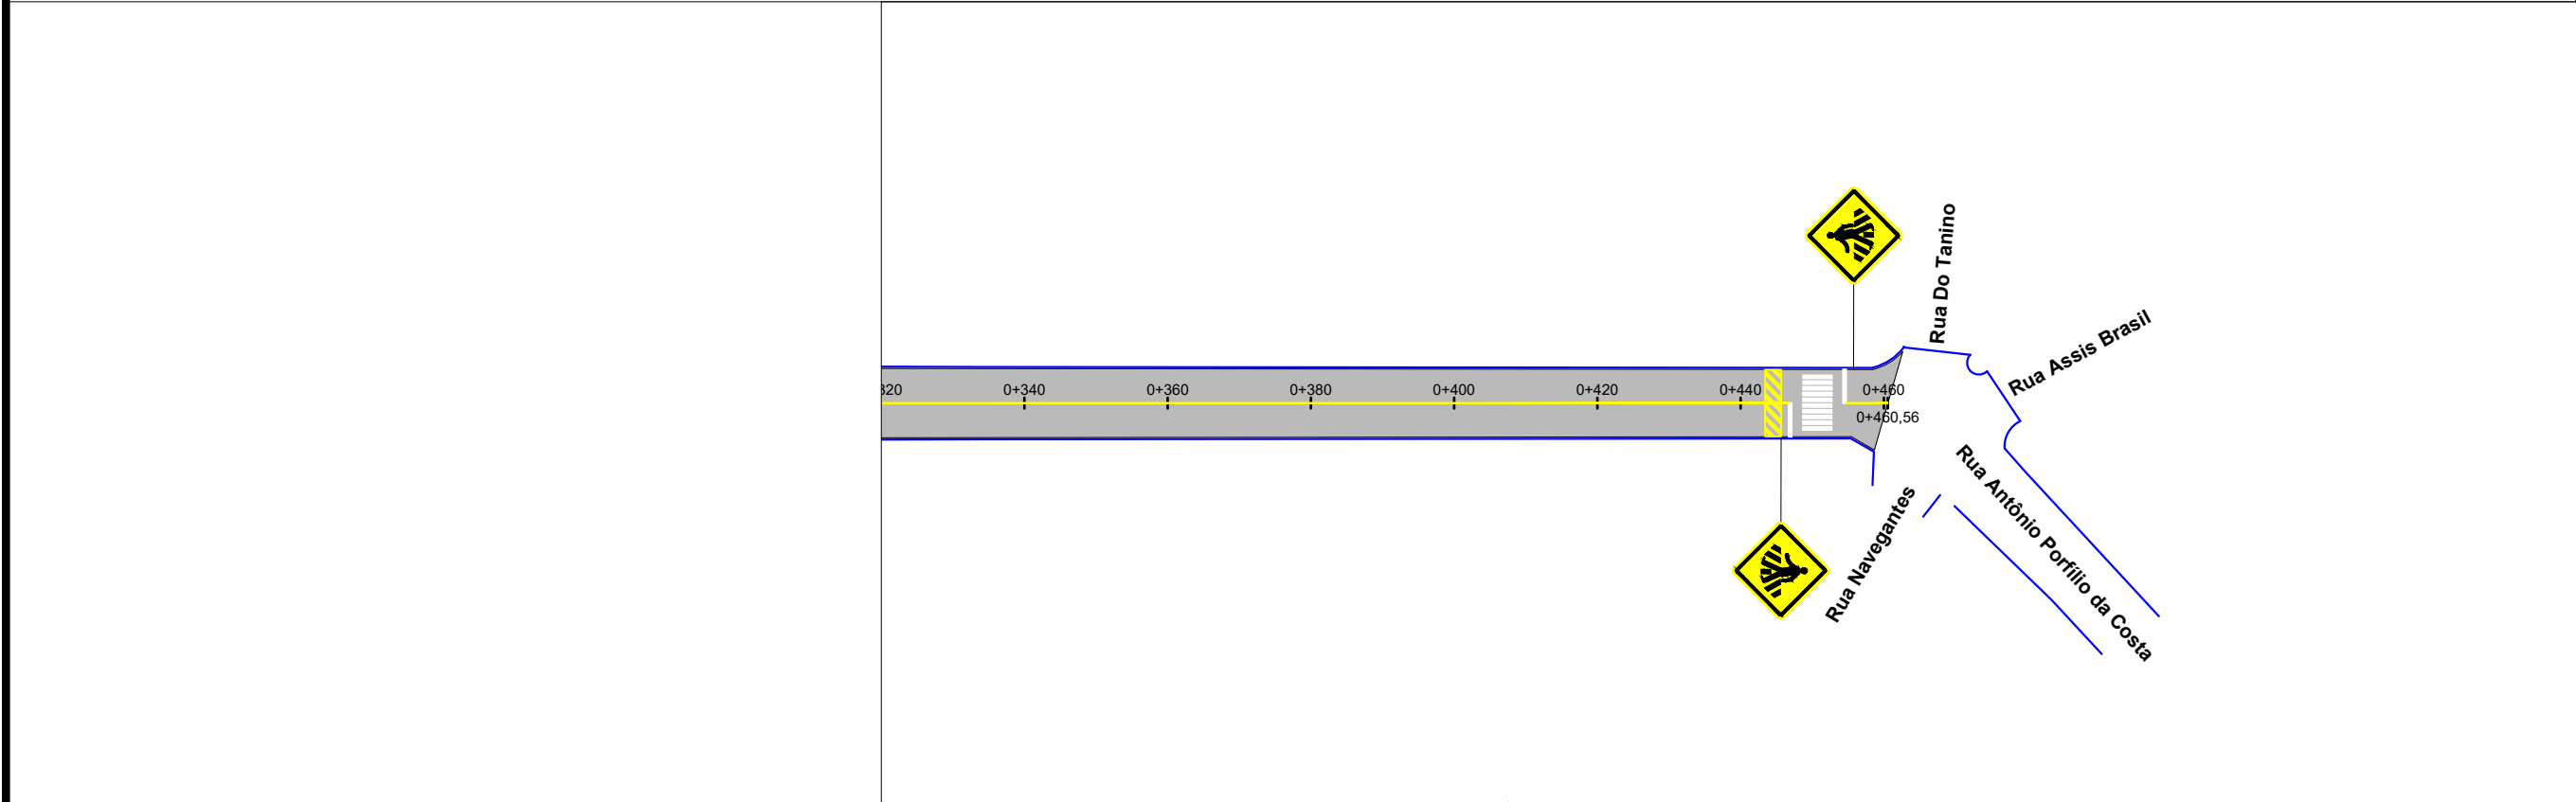 Rua Do Tanino
Rua Assis Brasil
320
0+340
0+360
0+380
0+400
0+420
0+440
0+460
0+460,56
Rua Navegantes
Rua Antônio Porfílio da Costa